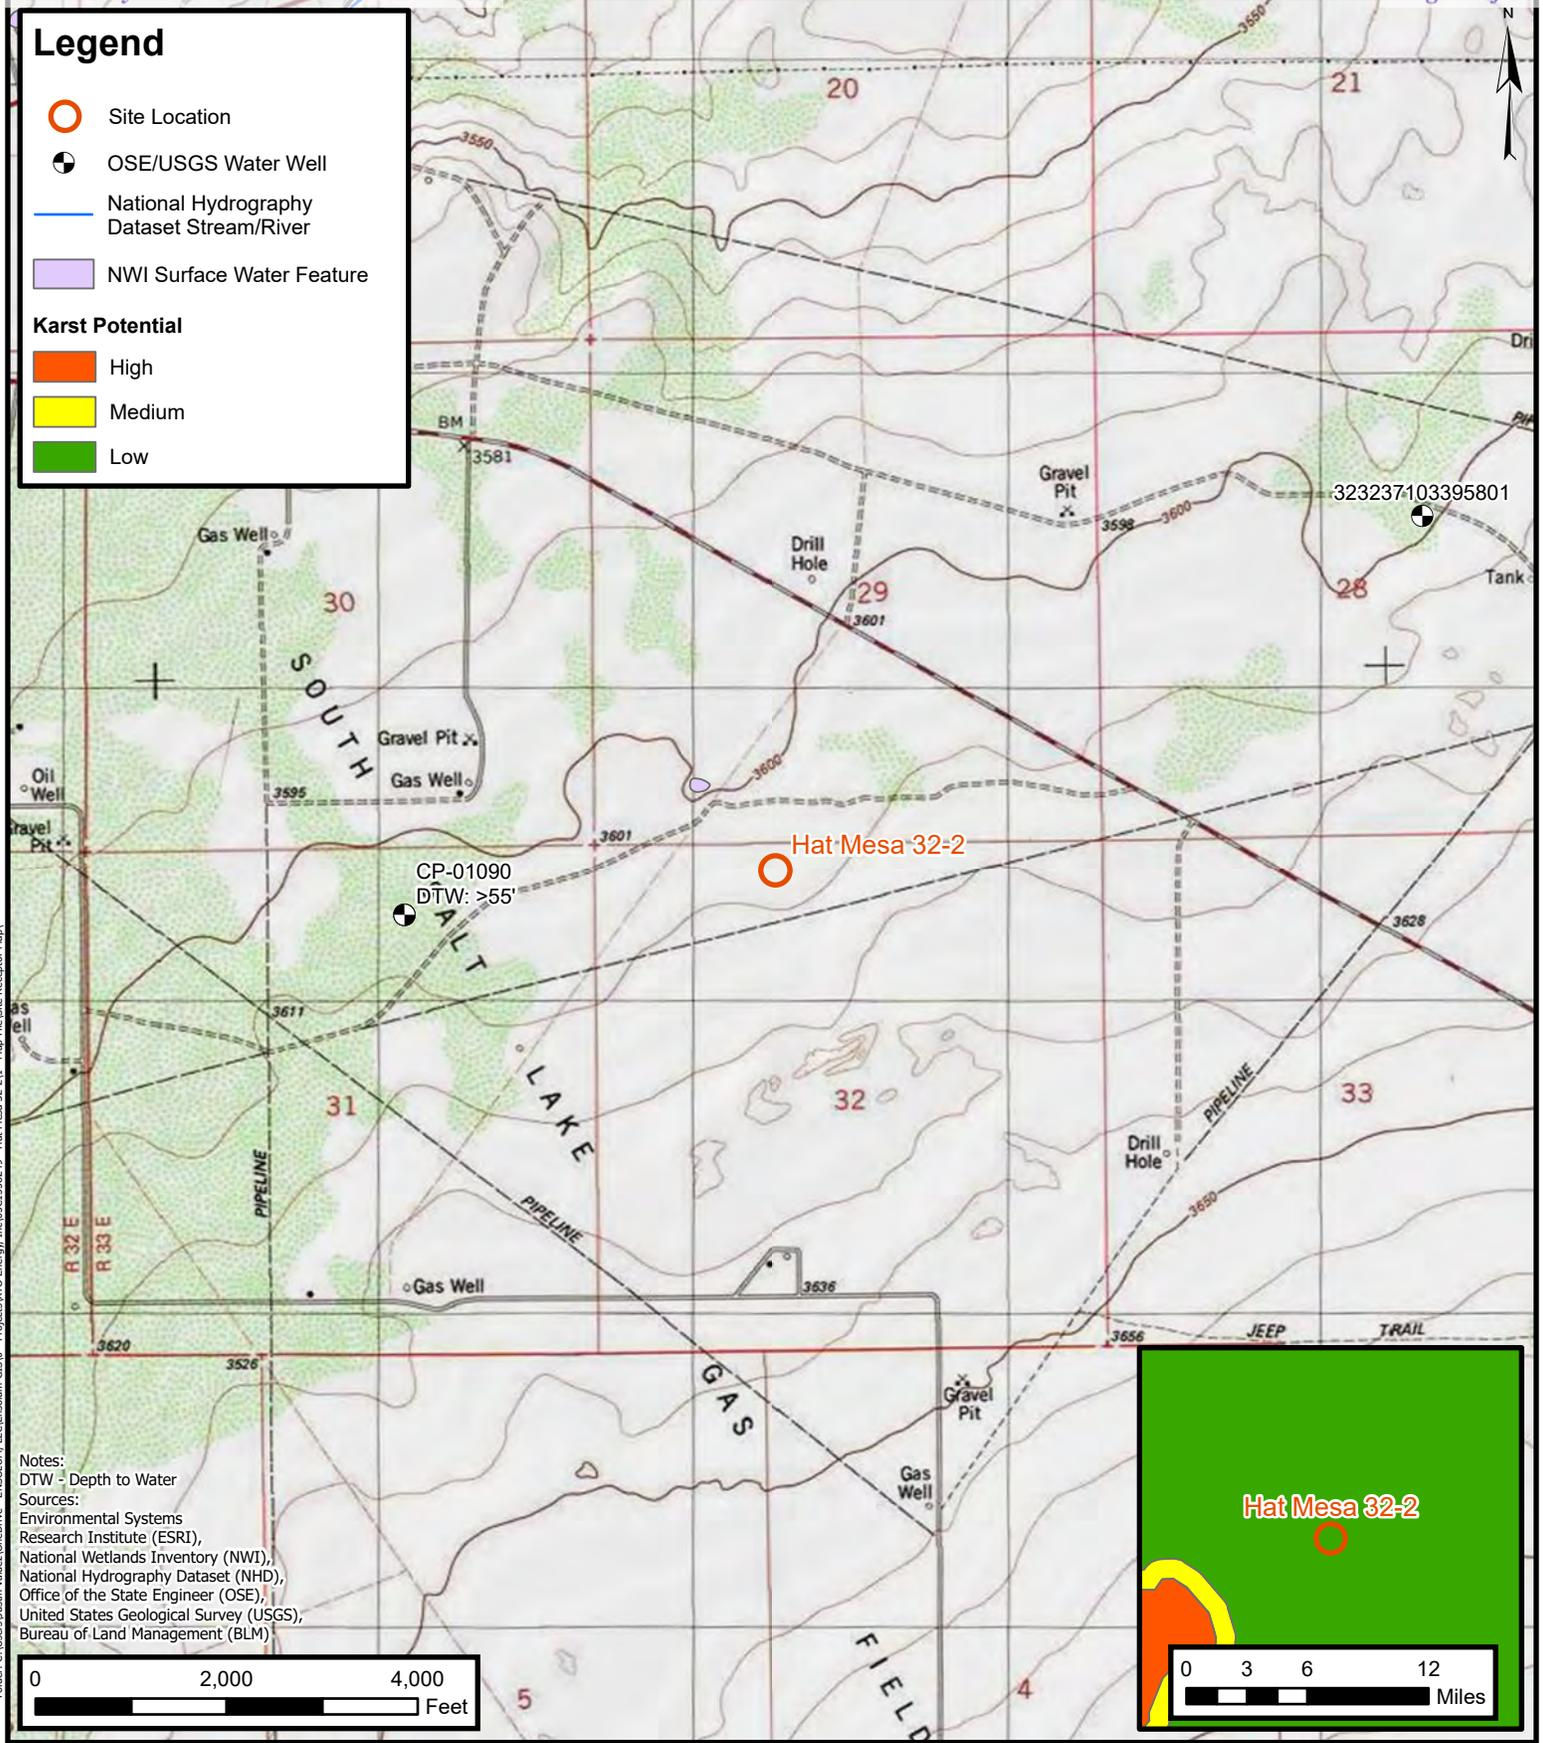 Legend
Site Location
OSE/USGS Water Well
National Hydrography
Dataset Stream/River
NWI Surface Water Feature
Karst Potential
High
Medium
Low
N
3650
20
21
3550
BM
3581
Gas Well
30
Drill
Hole
29
3601
Gravel
Pit
3598
3600
323237103395801
28
Tank
SOUTH
Gravel Pit
Gas Well
3595
Oil
Well
3600
3601
Hat Mesa 32-2
CP-01090
DTW: >55'
3628
3611
31
LAKE
32
33
PIPELINE
Drill
Hole
3650
PIPELINE
PIPELINE
R 32 E
R 33 E
Gas Well
3636
3620
3526
3656
JEEP TRAIL
GAS
Gravel
Pit
Gas
Well
FIELD
5
4
Notes:
DTW - Depth to Water
Sources:
Environmental Systems
Research Institute (ESRI),
National Wetlands Inventory (NWI),
National Hydrography Dataset (NHD),
Office of the State Engineer (OSE),
United States Geological Survey (USGS),
Bureau of Land Management (BLM)
0 2,000 4,000
Feet
Hat Mesa 32-2
0 3 6 12
Miles